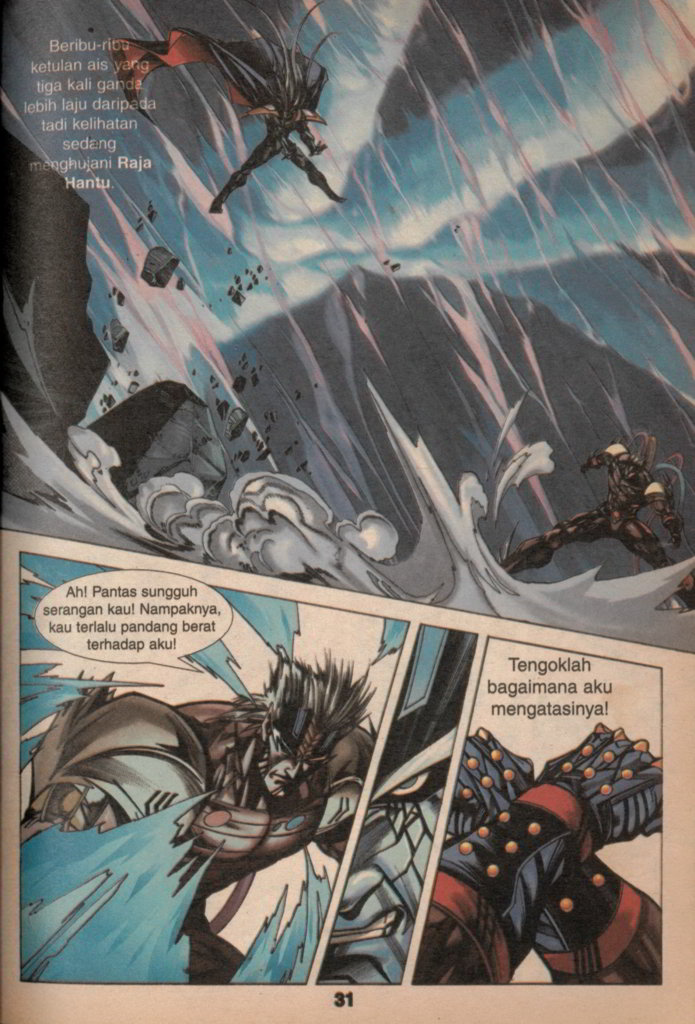 Beribu-ribu
ketulan ais yang
tiga kali ganda
lebih laju daripada
tadi kelihatan
sedang
menghujani Raja
Hantu.
Ah! Pantas sungguh
serangan kau! Nampaknya,
kau terlalu pandang berat
terhadap aku!
Tengoklah
bagaimana aku
mengatasinya!
31